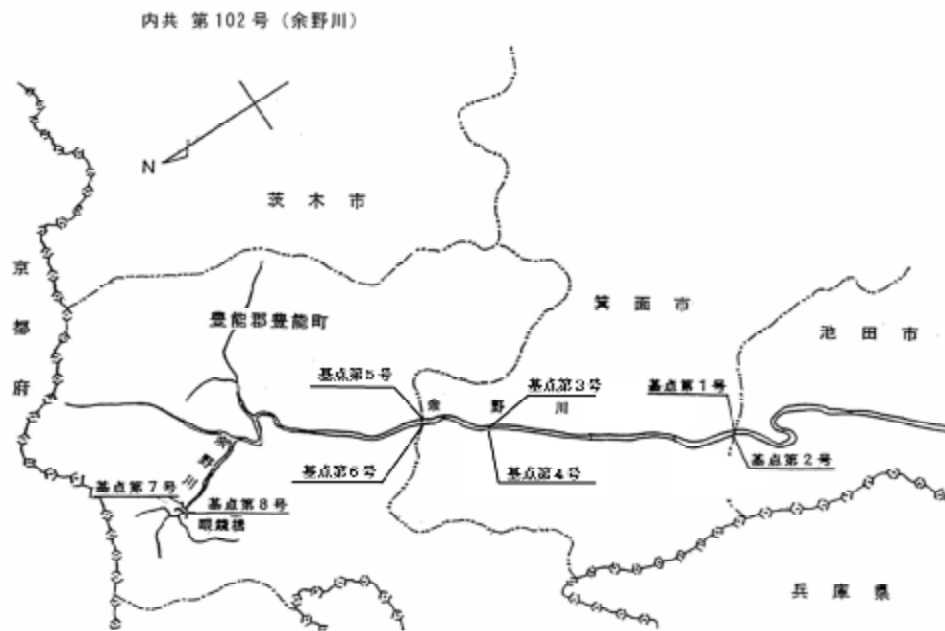 内共 第102号（余野川）
N
茨木市
京都府
箕面市
池田市
豊能郡豊能町
基点第5号
基点第3号
基点第1号
余野川
基点第6号
基点第4号
基点第2号
余野川
基点第7号
基点第8号
眼鏡橋
兵庫県